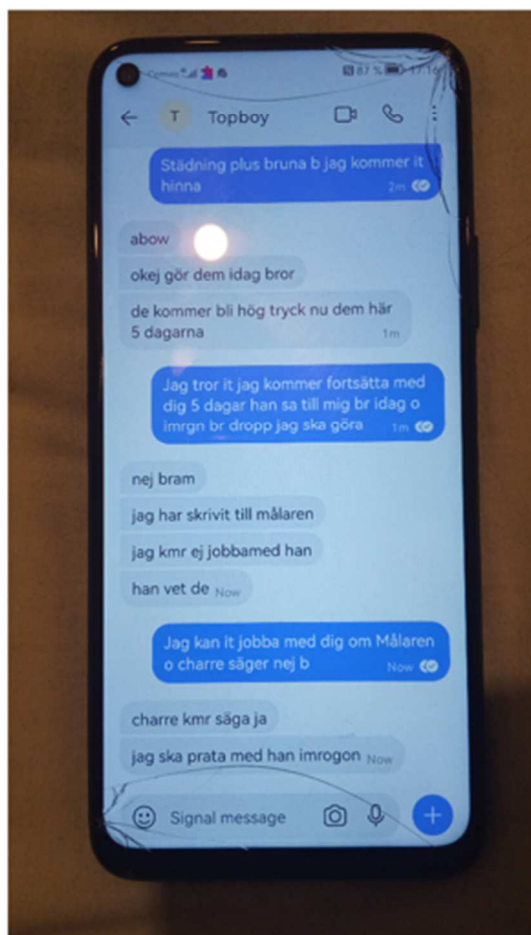 87 % 17:16
T Topboy
Städning plus bruna b jag kommer it
hinna
2m
abow
okej gör dem idag bror
de kommer bli hög tryck nu dem här
5 dagarna 1m
Jag tror it jag kommer fortsätta med
dig 5 dagar han sa till mig br idag o
imrgn br dropp jag ska göra 1m
nej bram
jag har skrivit till målaren
jag kmr ej jobbamed han
han vet de Now
Jag kan it jobba med dig om Målaren
o charre säger nej b Now
charre kmr säga ja
jag ska prata med han imrogon Now
Signal message